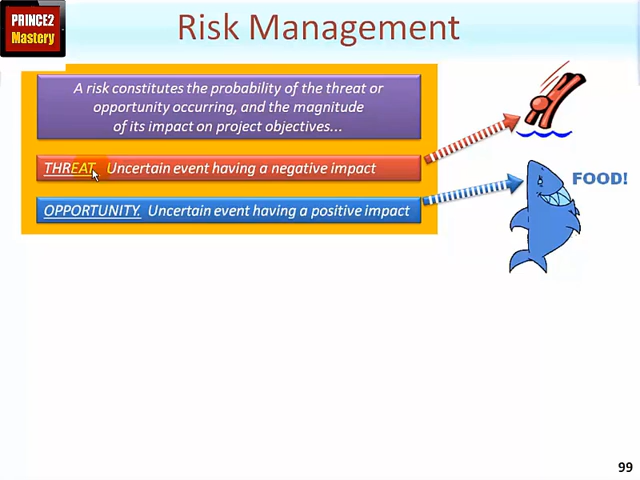 PRINCE2
Mastery
Risk Management
A risk constitutes the probability of the threat or
opportunity occurring, and the magnitude
of its impact on project objectives...
THREAT. Uncertain event having a negative impact
OPPORTUNITY. Uncertain event having a positive impact
FOOD!
99